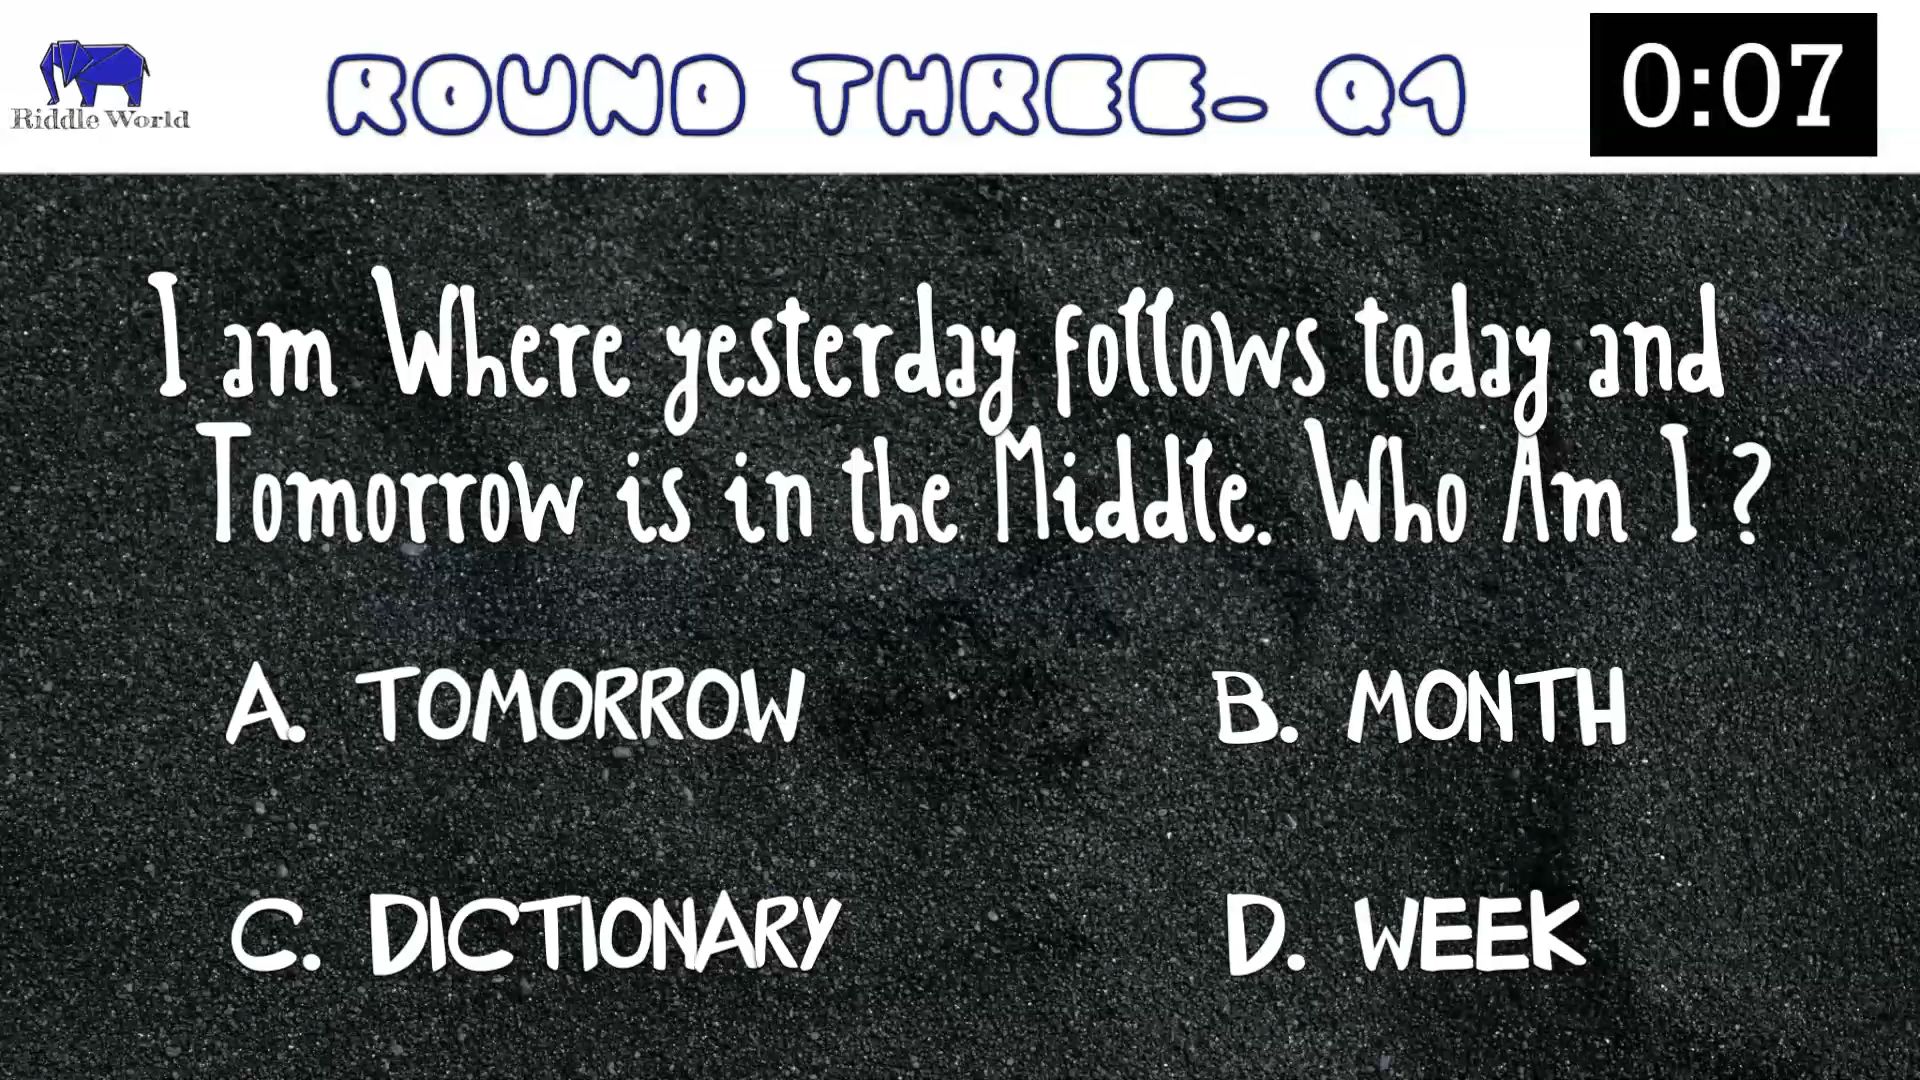 Riddle World
ROUND THREE- Q1
0:07
I am Where yesterday follows today and
Tomorrow is in the Middle. Who Am I ?
A. TOMORROW
B. MONTH
C. DICTIONARY
D. WEEK